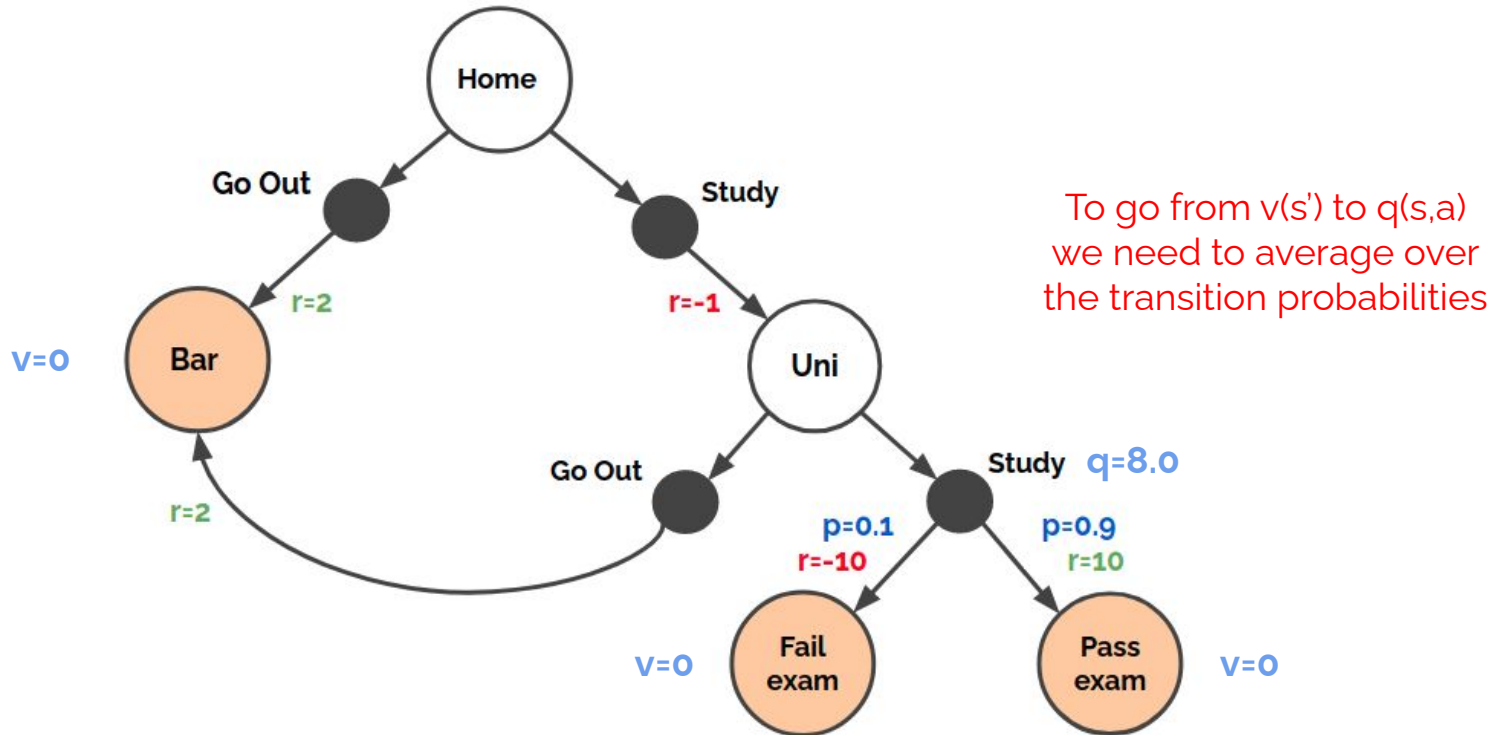 Home
Go Out
Study
To go from v(s') to q(s,a)
we need to average over
the transition probabilities
r=2
r=-1
v=0
Bar
Uni
Go Out
Study q=8.0
r=2
p=0.1
p=0.9
r=-10
r=10
v=0
Fail
exam
Pass
exam
v=0